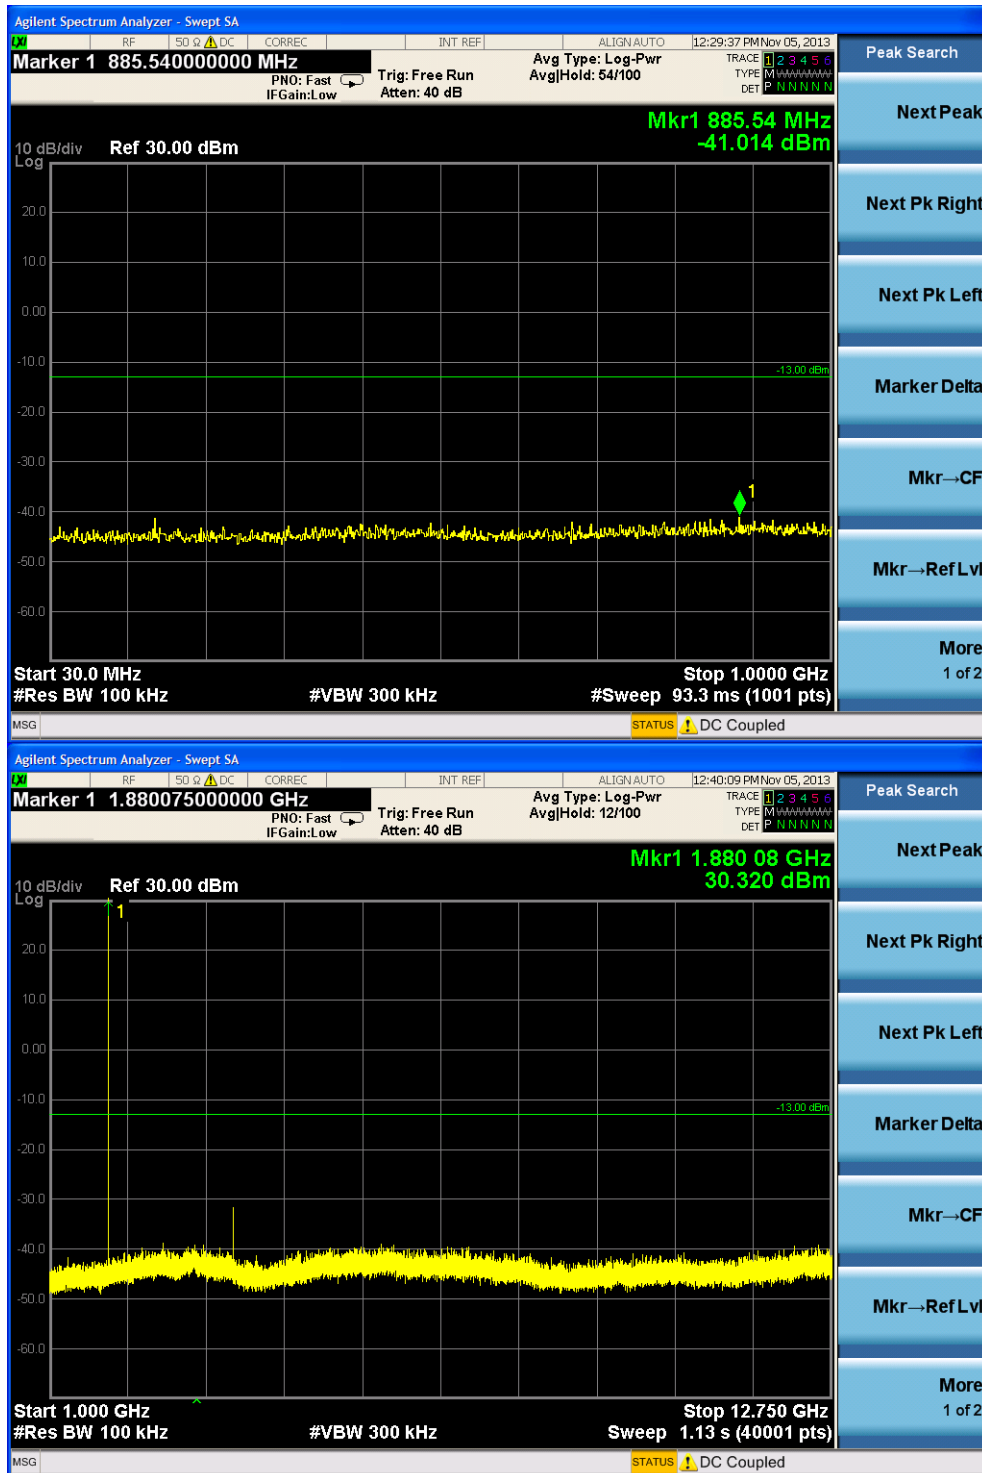 Agilent Spectrum Analyzer - Swept SA
LXI RF 50 Ω DC CORREC INT REF ALIGN AUTO 12:29:37 PM Nov 05, 2013
Marker 1 885.540000000 MHz
PNO: Fast
IFGain:Low
Trig: Free Run
Atten: 40 dB
Avg Type: Log-Pwr
Avg|Hold: 54/100
TRACE 1 2 3 4 5 6
TYPE M WWWWW
DET P N N N N N
Peak Search
Mkr1 885.54 MHz
-41.014 dBm
10 dB/div Ref 30.00 dBm
Log
20.0
10.0
0.00
-10.0
-13.00 dBm
-20.0
-30.0
-40.0
1
-50.0
-60.0
Start 30.0 MHz Stop 1.0000 GHz
#Res BW 100 kHz #VBW 300 kHz #Sweep 93.3 ms (1001 pts)
MSG STATUS DC Coupled
Next Peak
Next Pk Right
Next Pk Left
Marker Delta
Mkr→CF
Mkr→Ref Lvl
More
1 of 2
Agilent Spectrum Analyzer - Swept SA
LXI RF 50 Ω DC CORREC INT REF ALIGN AUTO 12:40:09 PM Nov 05, 2013
Marker 1 1.880075000000 GHz
PNO: Fast
IFGain:Low
Trig: Free Run
Atten: 40 dB
Avg Type: Log-Pwr
Avg|Hold: 12/100
TRACE 1 2 3 4 5 6
TYPE M WWWWW
DET P N N N N N
Peak Search
Mkr1 1.880 08 GHz
30.320 dBm
10 dB/div Ref 30.00 dBm
Log
1
20.0
10.0
0.00
-10.0
-13.00 dBm
-20.0
-30.0
-40.0
-50.0
-60.0
Start 1.000 GHz Stop 12.750 GHz
#Res BW 100 kHz #VBW 300 kHz Sweep 1.13 s (40001 pts)
MSG STATUS DC Coupled
Next Peak
Next Pk Right
Next Pk Left
Marker Delta
Mkr→CF
Mkr→Ref Lvl
More
1 of 2